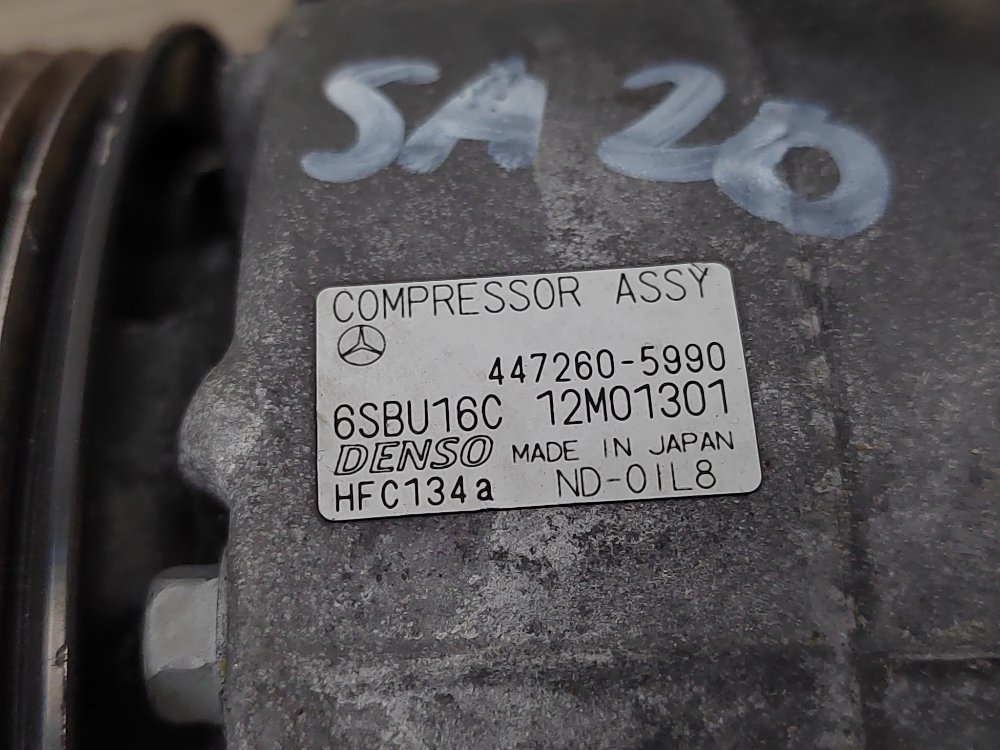 SA 20
COMPRESSOR ASSY
447260-5990
6SBU16C 12M01301
DENSO MADE IN JAPAN
HFC134a ND-OIL8